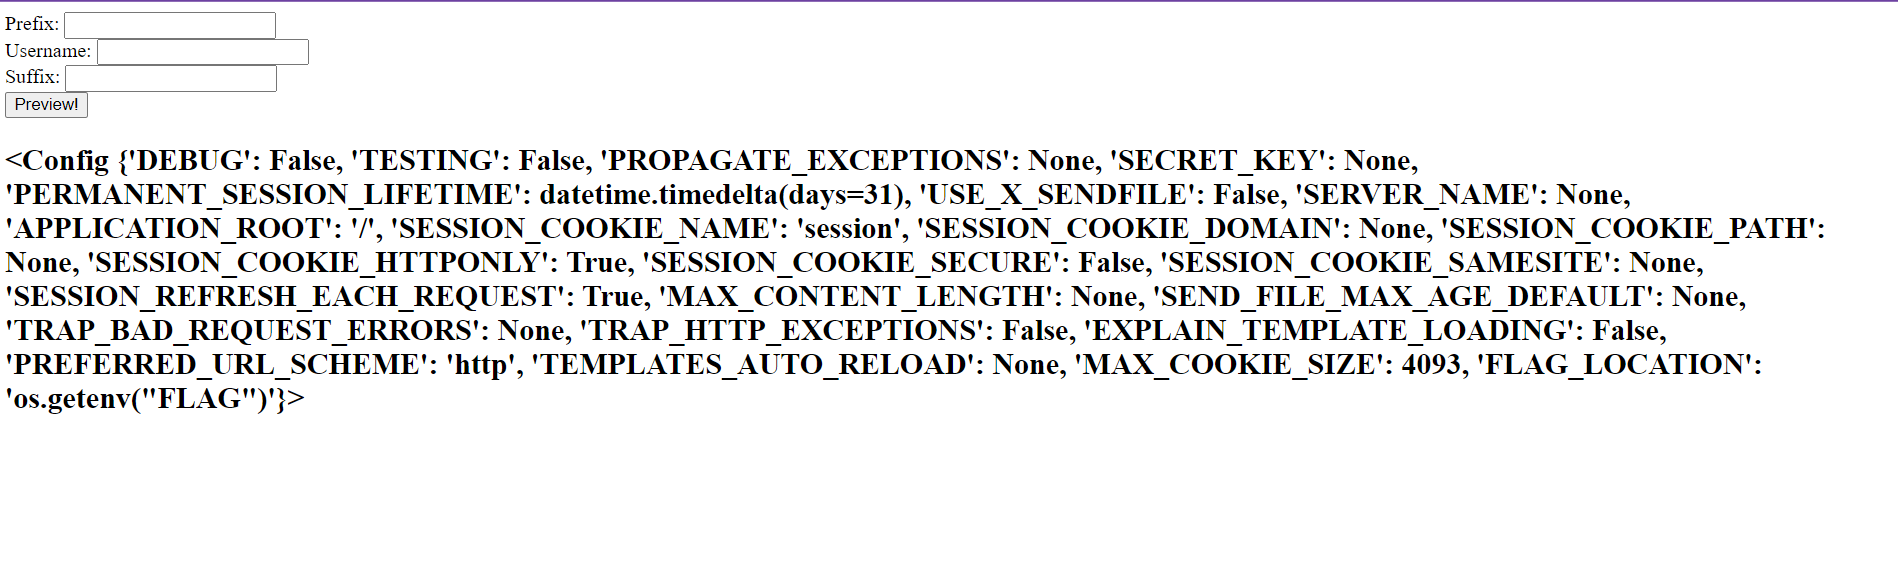 Prefix:
Username:
Suffix:
Preview!
<Config {'DEBUG': False, 'TESTING': False, 'PROPAGATE_EXCEPTIONS': None, 'SECRET_KEY': None,
'PERMANENT_SESSION_LIFETIME': datetime.timedelta(days=31), 'USE_X_SENDFILE': False, 'SERVER_NAME': None,
'APPLICATION_ROOT': '/', 'SESSION_COOKIE_NAME': 'session', 'SESSION_COOKIE_DOMAIN': None, 'SESSION_COOKIE_PATH':
None, 'SESSION_COOKIE_HTTPONLY': True, 'SESSION_COOKIE_SECURE': False, 'SESSION_COOKIE_SAMESITE': None,
'SESSION_REFRESH_EACH_REQUEST': True, 'MAX_CONTENT_LENGTH': None, 'SEND_FILE_MAX_AGE_DEFAULT': None,
'TRAP_BAD_REQUEST_ERRORS': None, 'TRAP_HTTP_EXCEPTIONS': False, 'EXPLAIN_TEMPLATE_LOADING': False,
'PREFERRED_URL_SCHEME': 'http', 'TEMPLATES_AUTO_RELOAD': None, 'MAX_COOKIE_SIZE': 4093, 'FLAG_LOCATION':
'os.getenv("FLAG")'}>